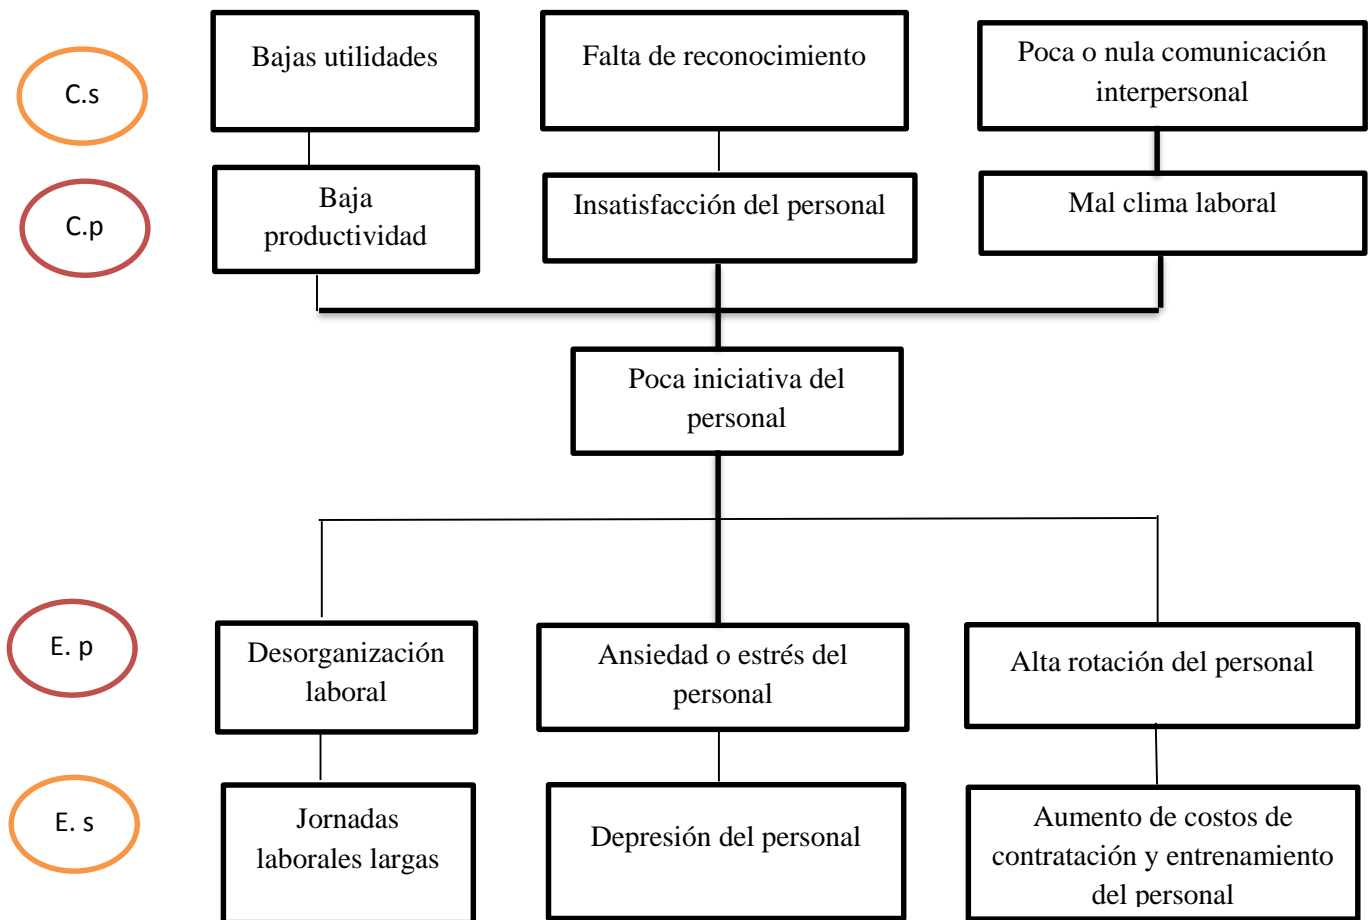 C.s
Bajas utilidades
Falta de reconocimiento
Poca o nula comunicación
interpersonal
C.p
Baja
productividad
Insatisfacción del personal
Mal clima laboral
Poca iniciativa del
personal
E. p
Desorganización
laboral
Ansiedad o estrés del
personal
Alta rotación del personal
E. s
Jornadas
laborales largas
Depresión del personal
Aumento de costos de
contratación y entrenamiento
del personal